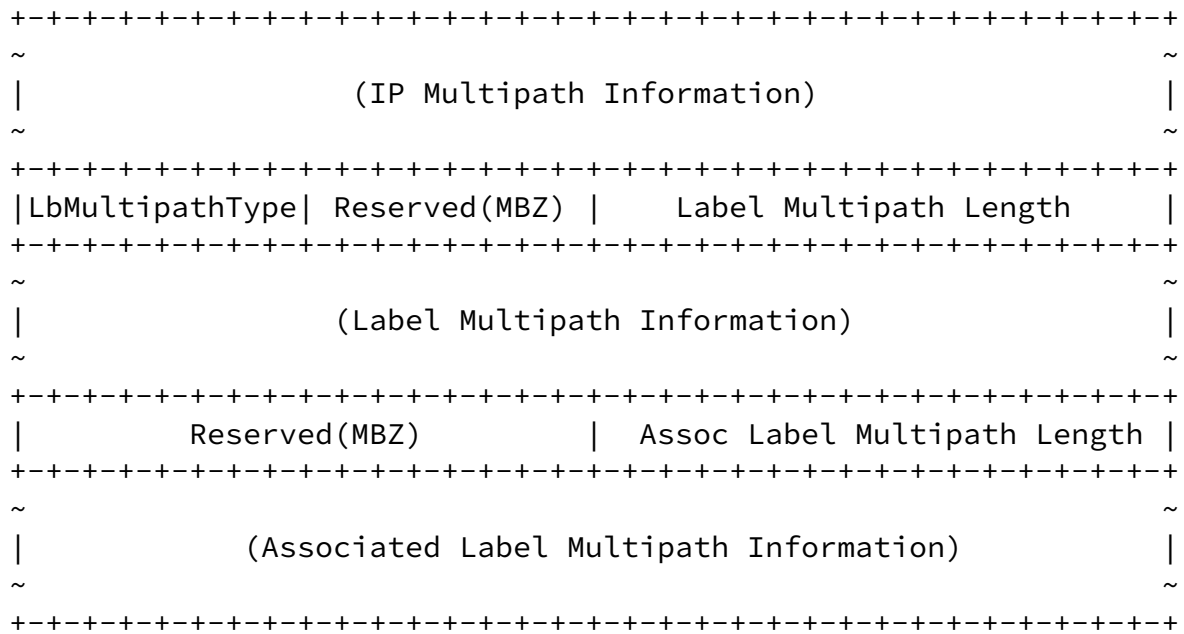 +-+-+-+-+-+-+-+-+-+-+-+-+-+-+-+-+-+-+-+-+-+-+-+-+-+-+-+-+-+-+-+-+
~                                                               ~
|                  (IP Multipath Information)                   |
~                                                               ~
+-+-+-+-+-+-+-+-+-+-+-+-+-+-+-+-+-+-+-+-+-+-+-+-+-+-+-+-+-+-+-+-+
|LbMultipathType| Reserved(MBZ) |    Label Multipath Length     |
+-+-+-+-+-+-+-+-+-+-+-+-+-+-+-+-+-+-+-+-+-+-+-+-+-+-+-+-+-+-+-+-+
~                                                               ~
|                 (Label Multipath Information)                 |
~                                                               ~
+-+-+-+-+-+-+-+-+-+-+-+-+-+-+-+-+-+-+-+-+-+-+-+-+-+-+-+-+-+-+-+-+
|         Reserved(MBZ)         |  Assoc Label Multipath Length |
+-+-+-+-+-+-+-+-+-+-+-+-+-+-+-+-+-+-+-+-+-+-+-+-+-+-+-+-+-+-+-+-+
~                                                               ~
|            (Associated Label Multipath Information)           |
~                                                               ~
+-+-+-+-+-+-+-+-+-+-+-+-+-+-+-+-+-+-+-+-+-+-+-+-+-+-+-+-+-+-+-+-+